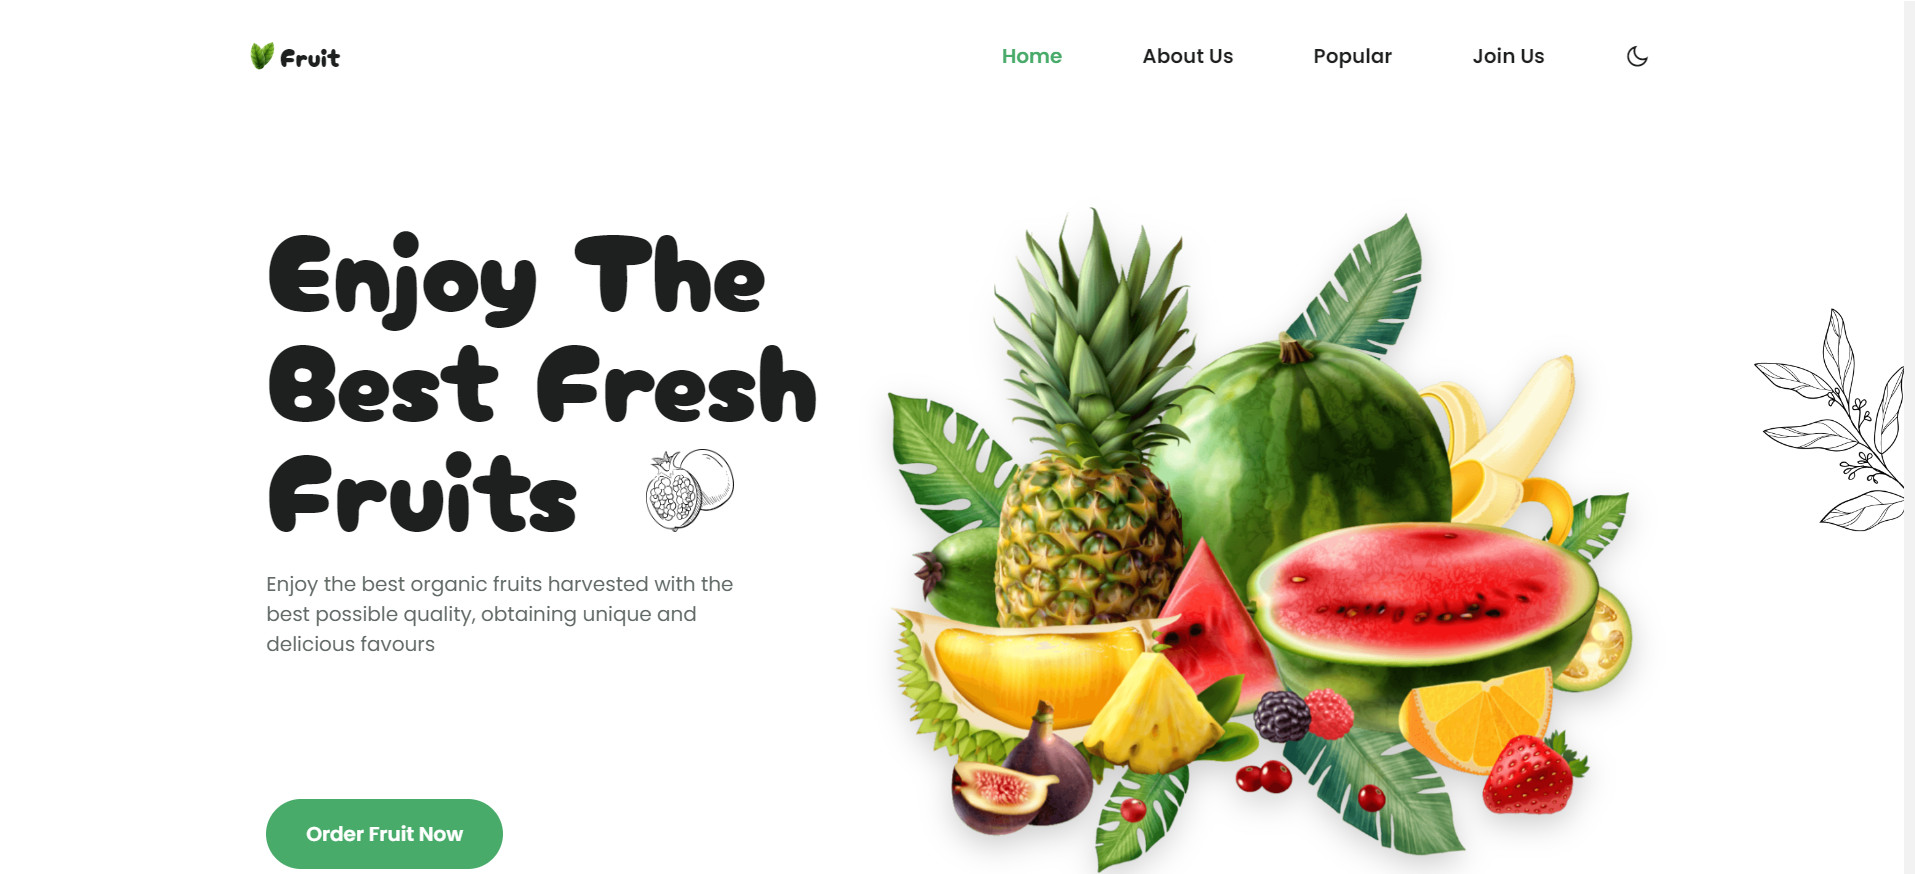 Fruit
Home
About Us
Popular
Join Us
Enjoy The
Best Fresh
Fruits
Enjoy the best organic fruits harvested with the
best possible quality, obtaining unique and
delicious favours
Order Fruit Now